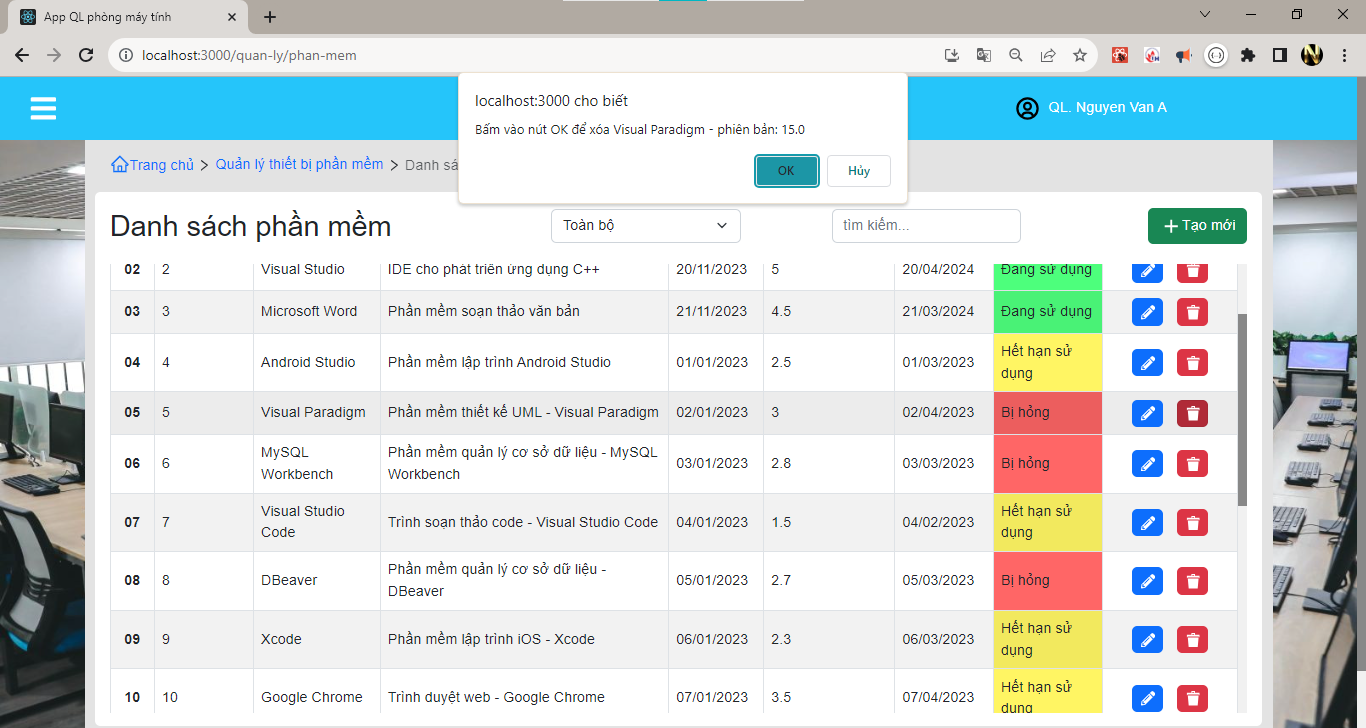 App QL phòng máy tính
localhost:3000/quan-ly/phan-mem
localhost:3000 cho biết
Bấm vào nút OK để xóa Visual Paradigm - phiên bản: 15.0
OK Hủy
QL. Nguyen Van A
Trang chủ > Quản lý thiết bị phần mềm > Danh sá
Danh sách phần mềm Toàn bộ tìm kiếm... + Tạo mới
02 2 Visual Studio IDE cho phát triển ứng dụng C++ 20/11/2023 5 20/04/2024 Đang sử dụng
03 3 Microsoft Word Phần mềm soạn thảo văn bản 21/11/2023 4.5 21/03/2024 Đang sử dụng
04 4 Android Studio Phần mềm lập trình Android Studio 01/01/2023 2.5 01/03/2023 Hết hạn sử
dụng
05 5 Visual Paradigm Phần mềm thiết kế UML - Visual Paradigm 02/01/2023 3 02/04/2023 Bị hỏng
06 6 MySQL Phần mềm quản lý cơ sở dữ liệu - MySQL 03/01/2023 2.8 03/03/2023 Bị hỏng
Workbench Workbench
07 7 Visual Studio Trình soạn thảo code - Visual Studio Code 04/01/2023 1.5 04/02/2023 Hết hạn sử
Code dụng
08 8 DBeaver Phần mềm quản lý cơ sở dữ liệu - 05/01/2023 2.7 05/03/2023 Bị hỏng
DBeaver
09 9 Xcode Phần mềm lập trình iOS - Xcode 06/01/2023 2.3 06/03/2023 Hết hạn sử
dụng
10 10 Google Chrome Trình duyệt web - Google Chrome 07/01/2023 3.5 07/04/2023 Hết hạn sử
dụng